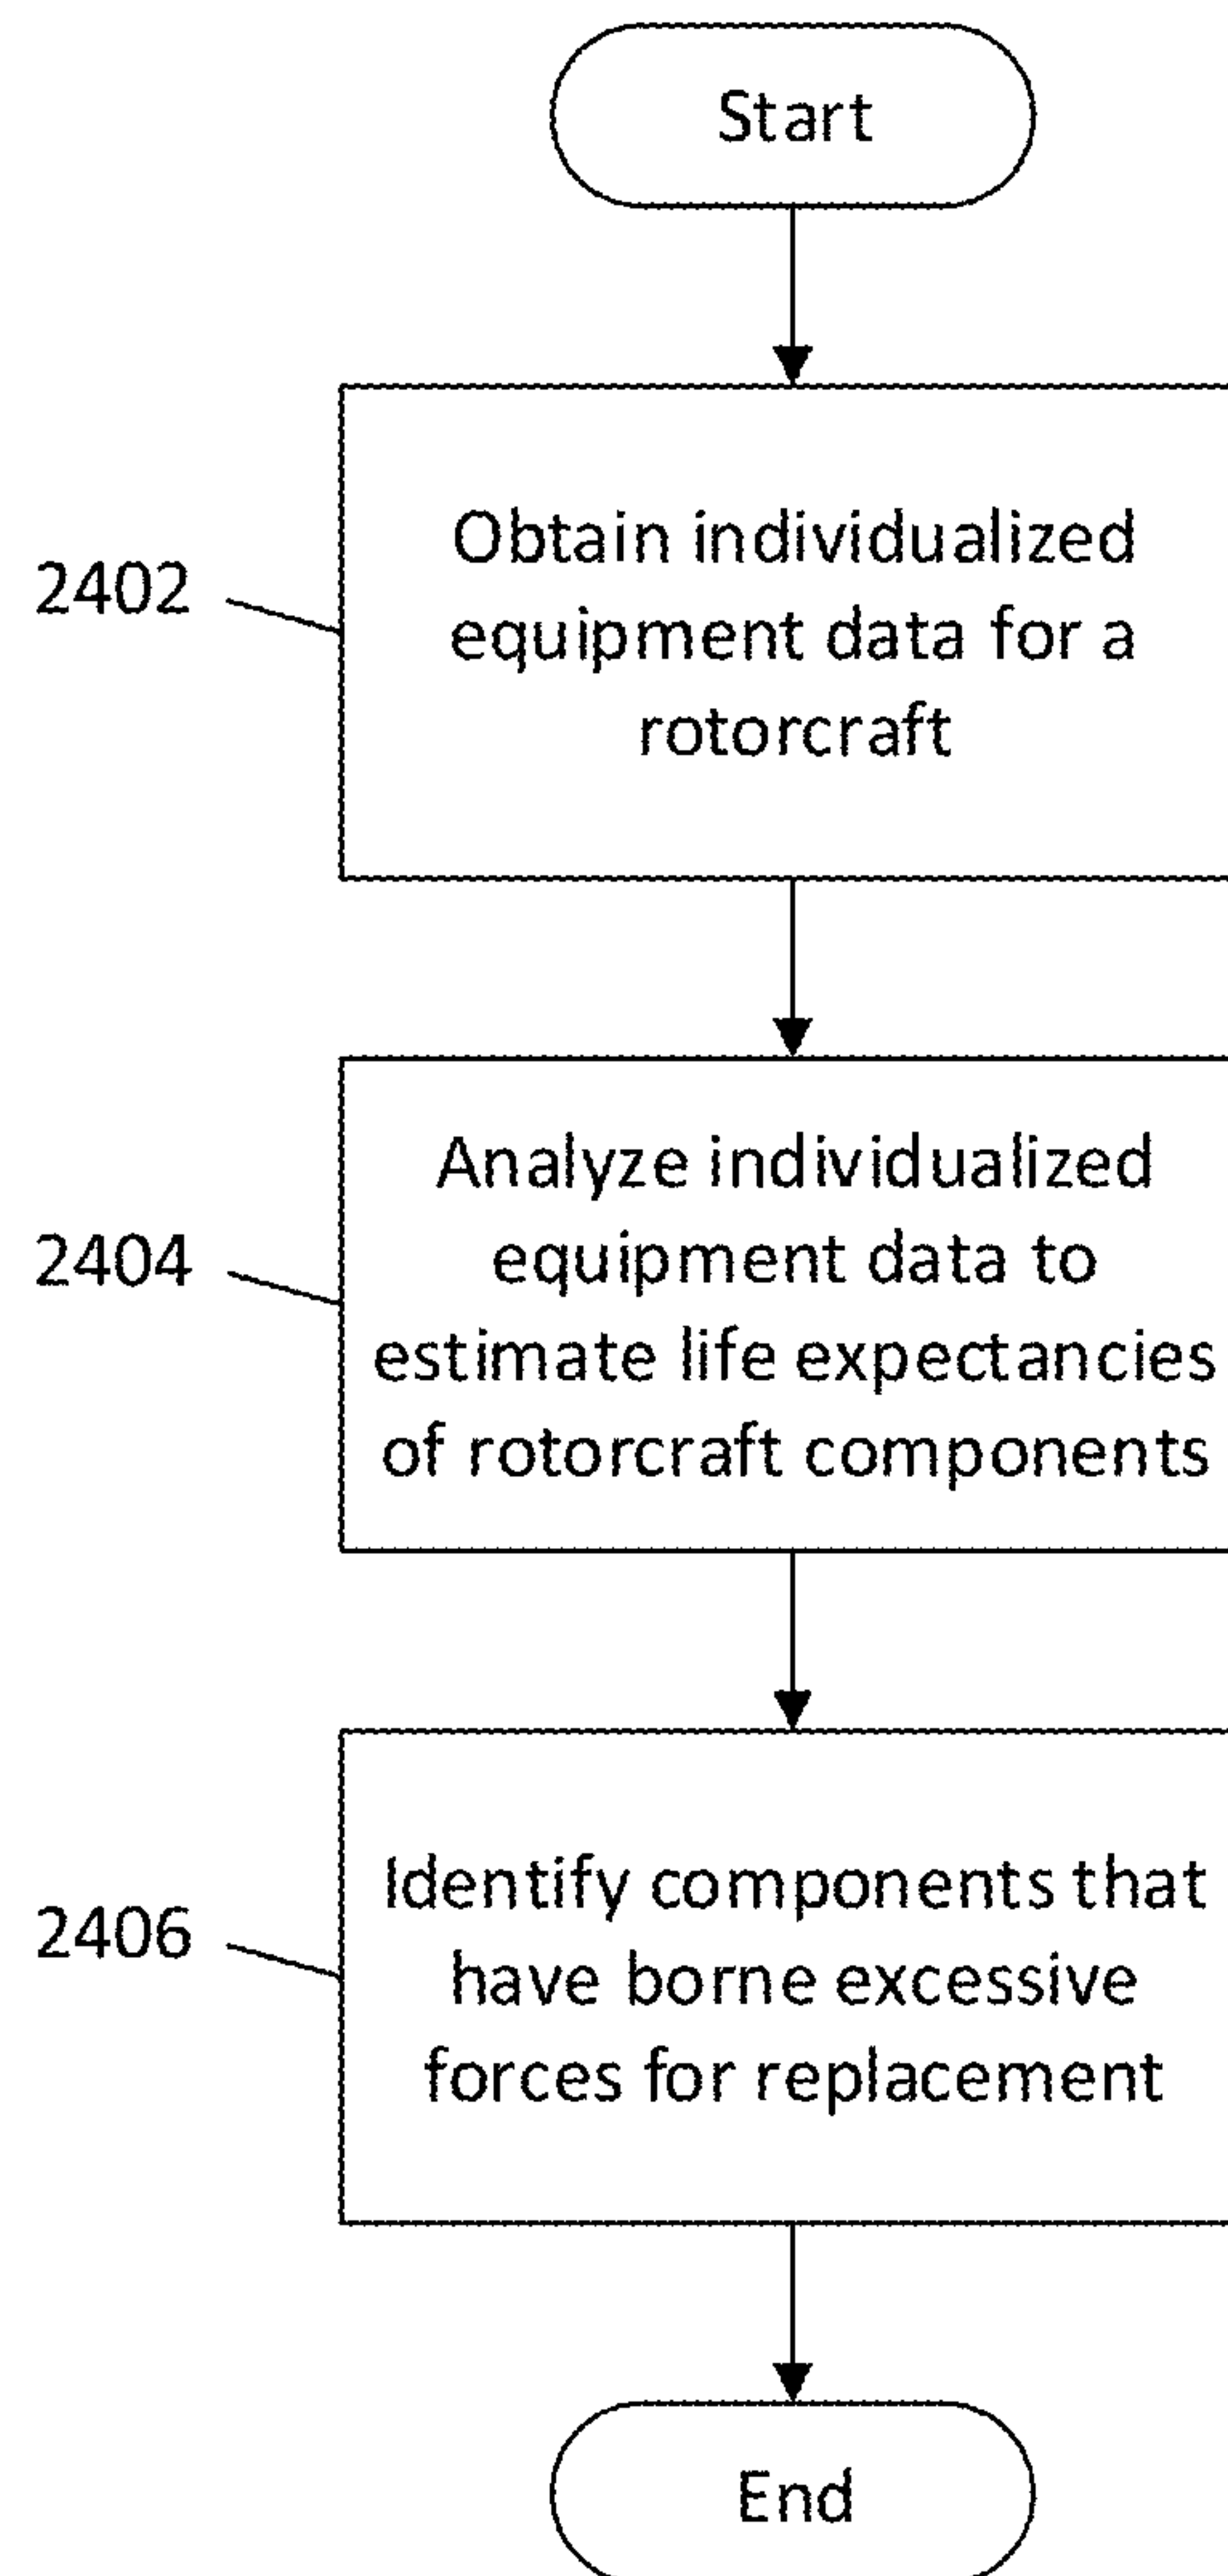 Start
2402
Obtain individualized
equipment data for a
rotorcraft
2404
Analyze individualized
equipment data to
estimate life expectancies
of rotorcraft components
2406
Identify components that
have borne excessive
forces for replacement
End